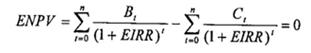 ENPV = \sum_{t=0}^{n} \frac{B_t}{(1+EIRR)^t} - \sum_{t=0}^{n} \frac{C_t}{(1+EIRR)^t} = 0